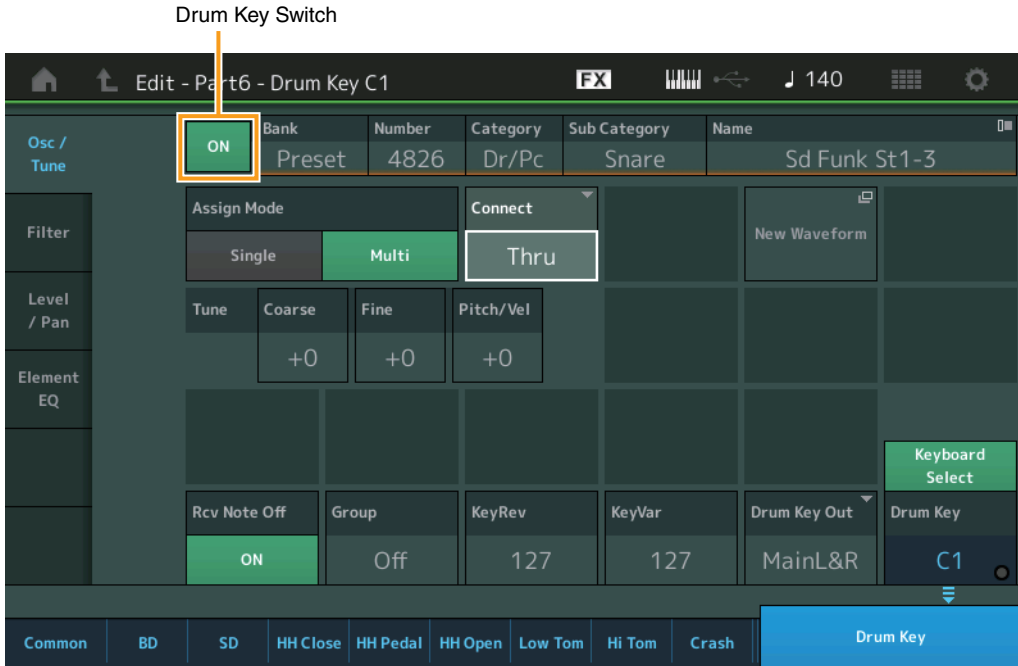 Drum Key Switch
Edit - Part6 - Drum Key C1
FX
140
Osc /
Tune
ON
Bank
Preset
Number
4826
Category
Dr/Pc
Sub Category
Snare
Name
Sd Funk St1-3
Filter
Assign Mode
Single
Multi
Connect
Thru
New Waveform
Level
/ Pan
Tune
Coarse
+0
Fine
+0
Pitch/Vel
+0
Element
EQ
Keyboard
Select
Rcv Note Off
ON
Group
Off
KeyRev
127
KeyVar
127
Drum Key Out
MainL&R
Drum Key
C1
Common
BD
SD
HH Close
HH Pedal
HH Open
Low Tom
Hi Tom
Crash
Drum Key